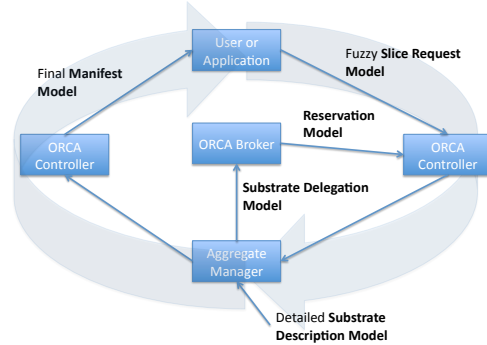 User or
Application
Fuzzy Slice Request
Model
Final Manifest
Model
Reservation
Model
ORCA
Controller
ORCA Broker
ORCA
Controller
Substrate Delegation
Model
Aggregate
Manager
Detailed Substrate
Description Model